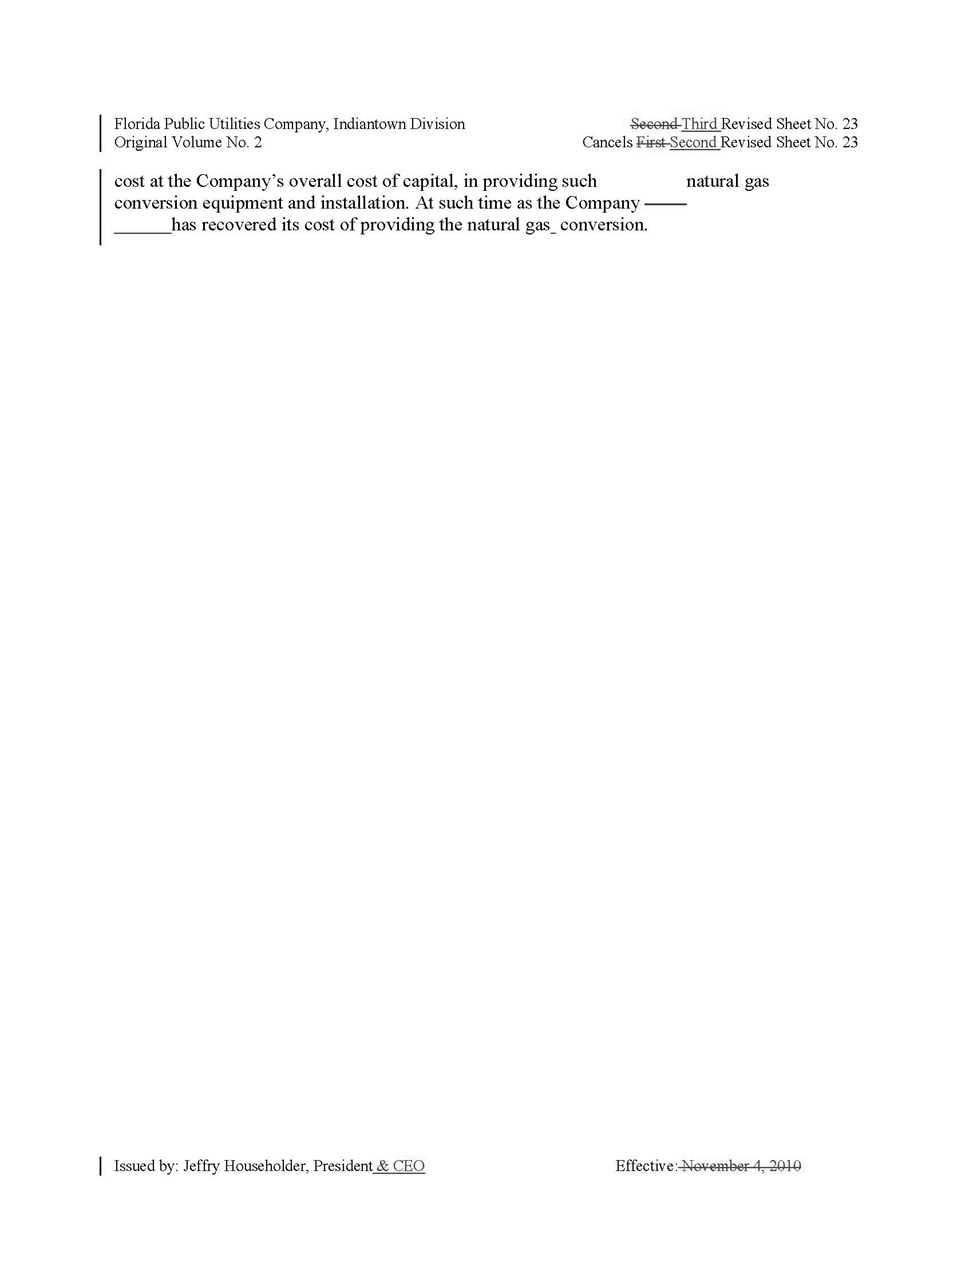 Florida Public Utilities Company, Indiantown Division Second Third Revised Sheet No. 23
Original Volume No. 2 Cancels First Second Revised Sheet No. 23
cost at the Company’s overall cost of capital, in providing such natural gas
conversion equipment and installation. At such time as the Company
______has recovered its cost of providing the natural gas_ conversion.
Issued by: Jeffry Householder, President & CEO Effective: November 4, 2010